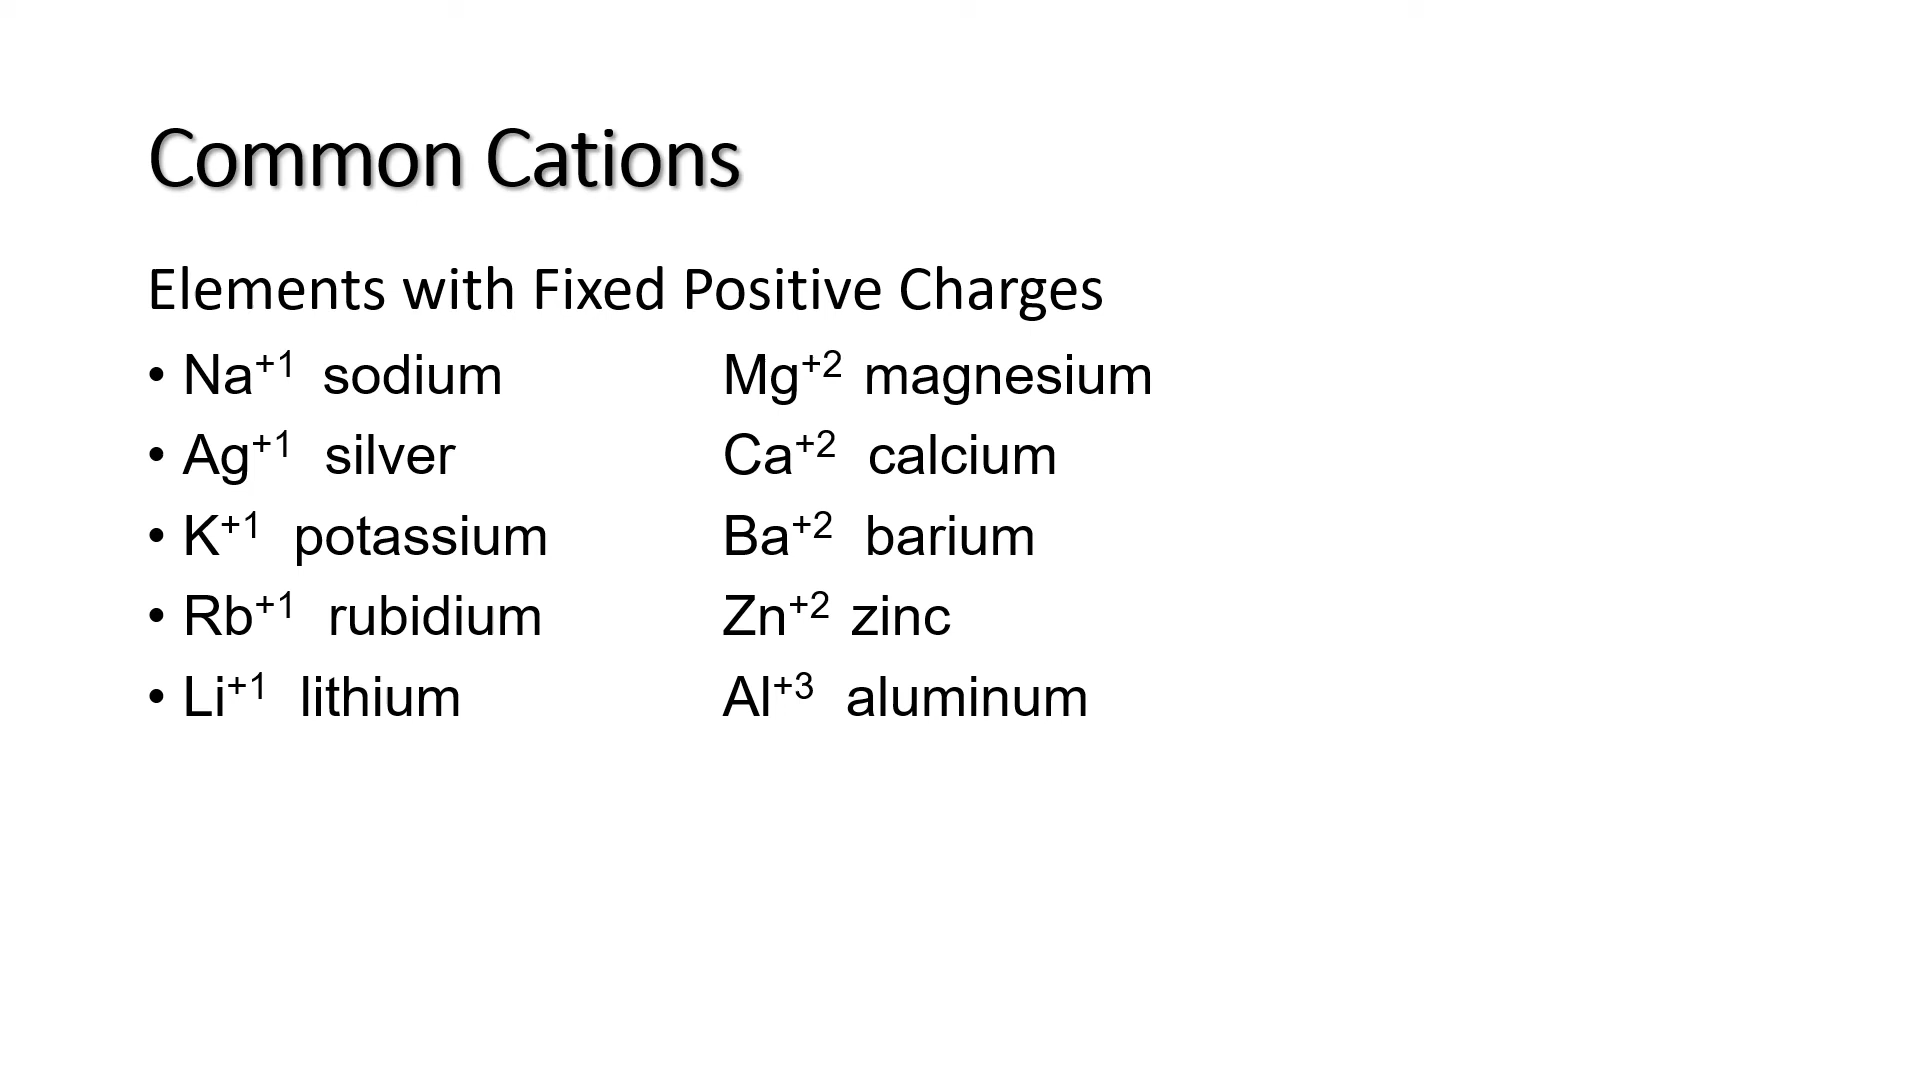 Common Cations
Elements with Fixed Positive Charges
• Na⁺¹ sodium Mg⁺² magnesium
• Ag⁺¹ silver Ca⁺² calcium
• K⁺¹ potassium Ba⁺² barium
• Rb⁺¹ rubidium Zn⁺² zinc
• Li⁺¹ lithium Al⁺³ aluminum